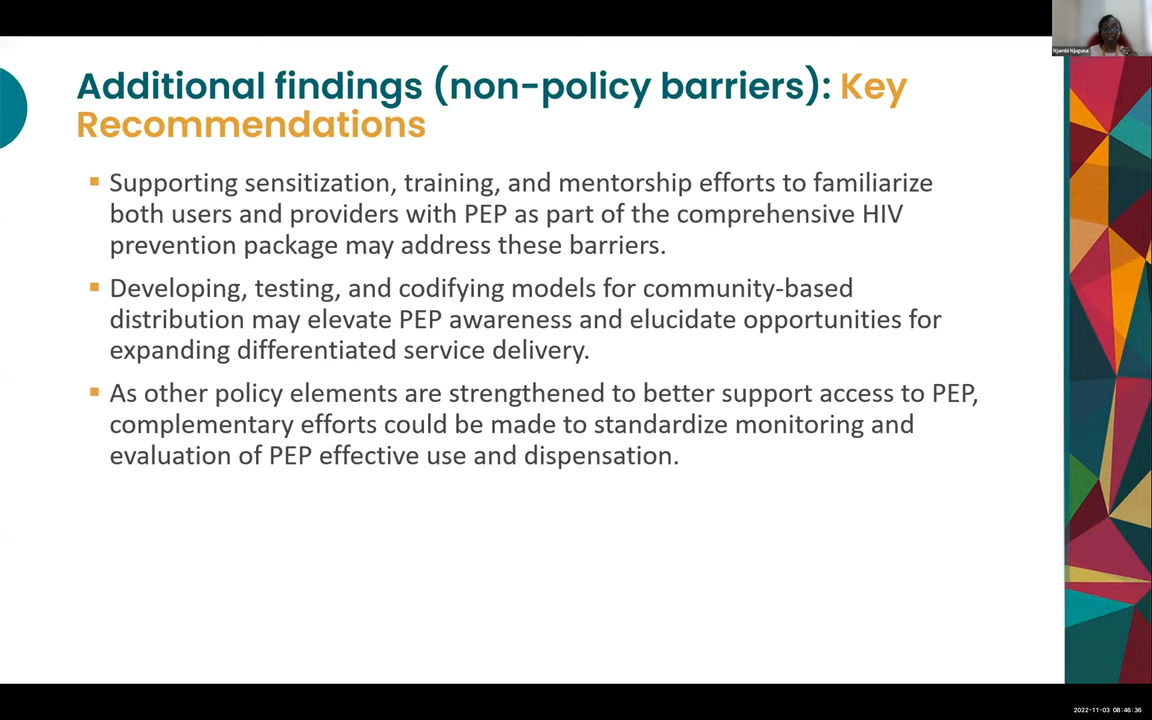 Njambi Njuguna
Additional findings (non-policy barriers): Key
Recommendations
▪ Supporting sensitization, training, and mentorship efforts to familiarize
both users and providers with PEP as part of the comprehensive HIV
prevention package may address these barriers.
▪ Developing, testing, and codifying models for community-based
distribution may elevate PEP awareness and elucidate opportunities for
expanding differentiated service delivery.
▪ As other policy elements are strengthened to better support access to PEP,
complementary efforts could be made to standardize monitoring and
evaluation of PEP effective use and dispensation.
2022-11-03 08:46:36